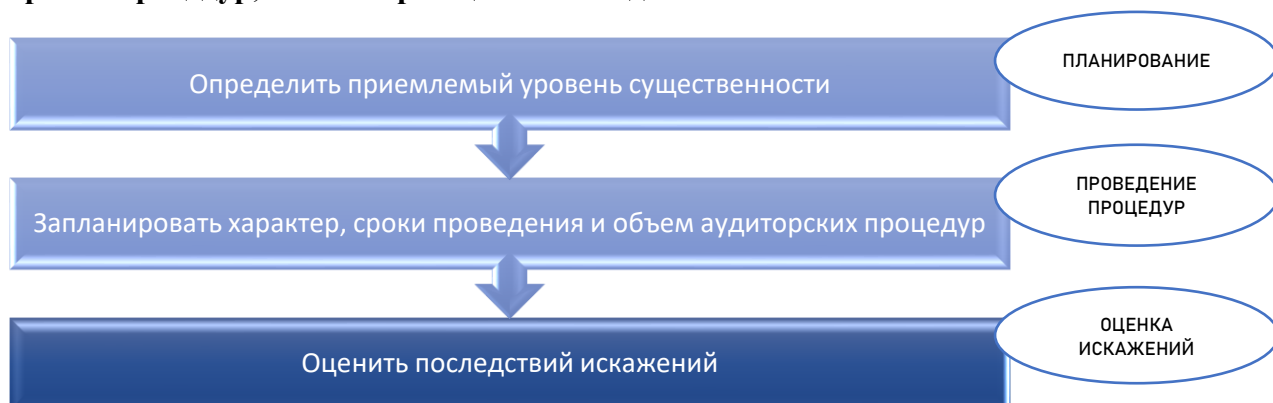 ПЛАНИРОВАНИЕ
Определить приемлемый уровень существенности
ПРОВЕДЕНИЕ
ПРОЦЕДУР
Запланировать характер, сроки проведения и объем аудиторских процедур
ОЦЕНКА
ИСКАЖЕНИЙ
Оценить последствий искажений